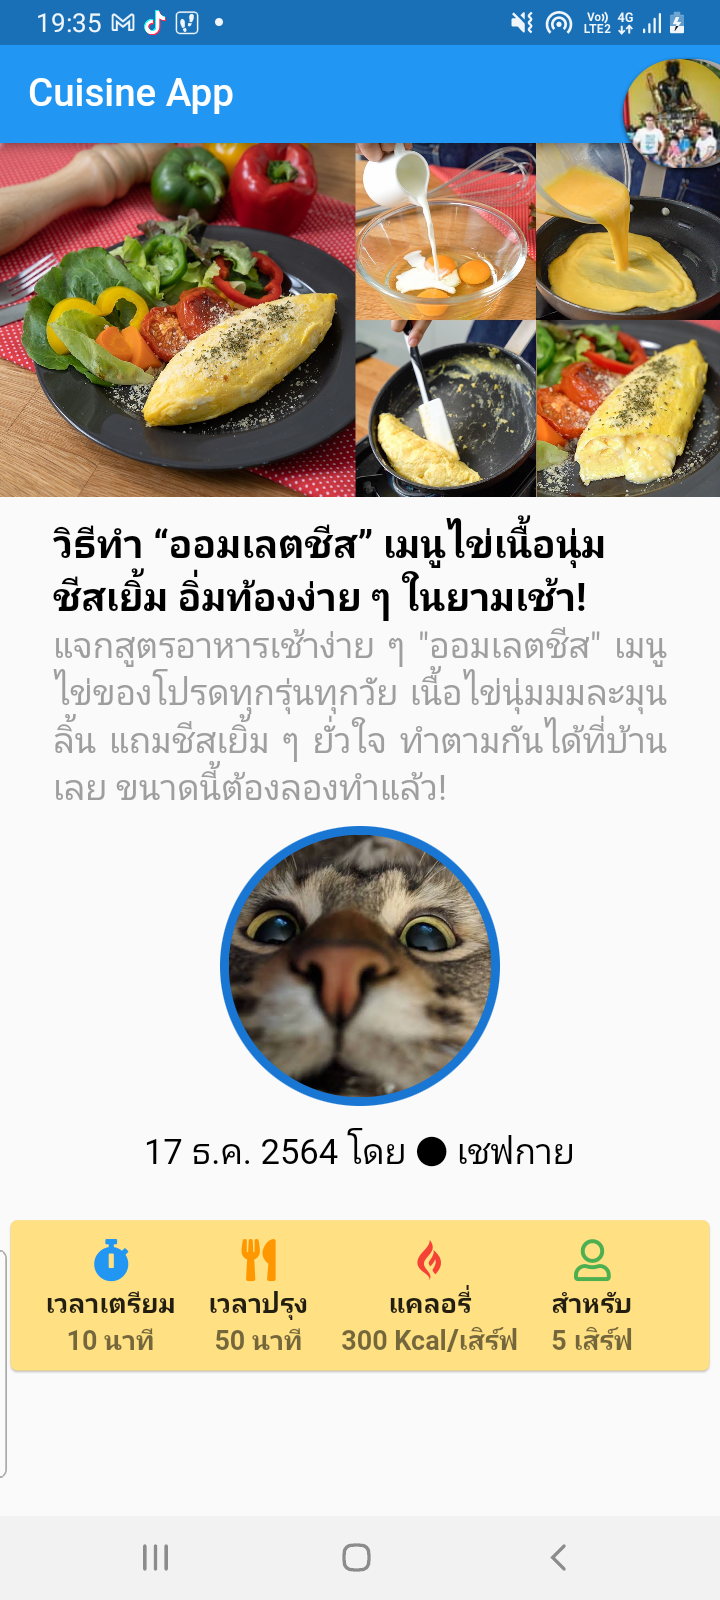 19:35
Vo)) LTE2 4G
Cuisine App
วิธีทำ “ออมเลตชีส” เมนูไข่เนื้อนุ่ม
ชีสเยิ้ม อิ่มท้องง่าย ๆ ในยามเช้า!
แจกสูตรอาหารเช้าง่าย ๆ "ออมเลตชีส" เมนู
ไข่ของโปรดทุกรุ่นทุกวัย เนื้อไข่นุ่มมมละมุน
ลิ้น แถมชีสเยิ้ม ๆ ยั่วใจ ทำตามกันได้ที่บ้าน
เลย ขนาดนี้ต้องลองทำแล้ว!
17 ธ.ค. 2564 โดย ● เชฟกาย
เวลาเตรียม เวลาปรุง แคลอรี่ สำหรับ
10 นาที 50 นาที 300 Kcal/เสิร์ฟ 5 เสิร์ฟ